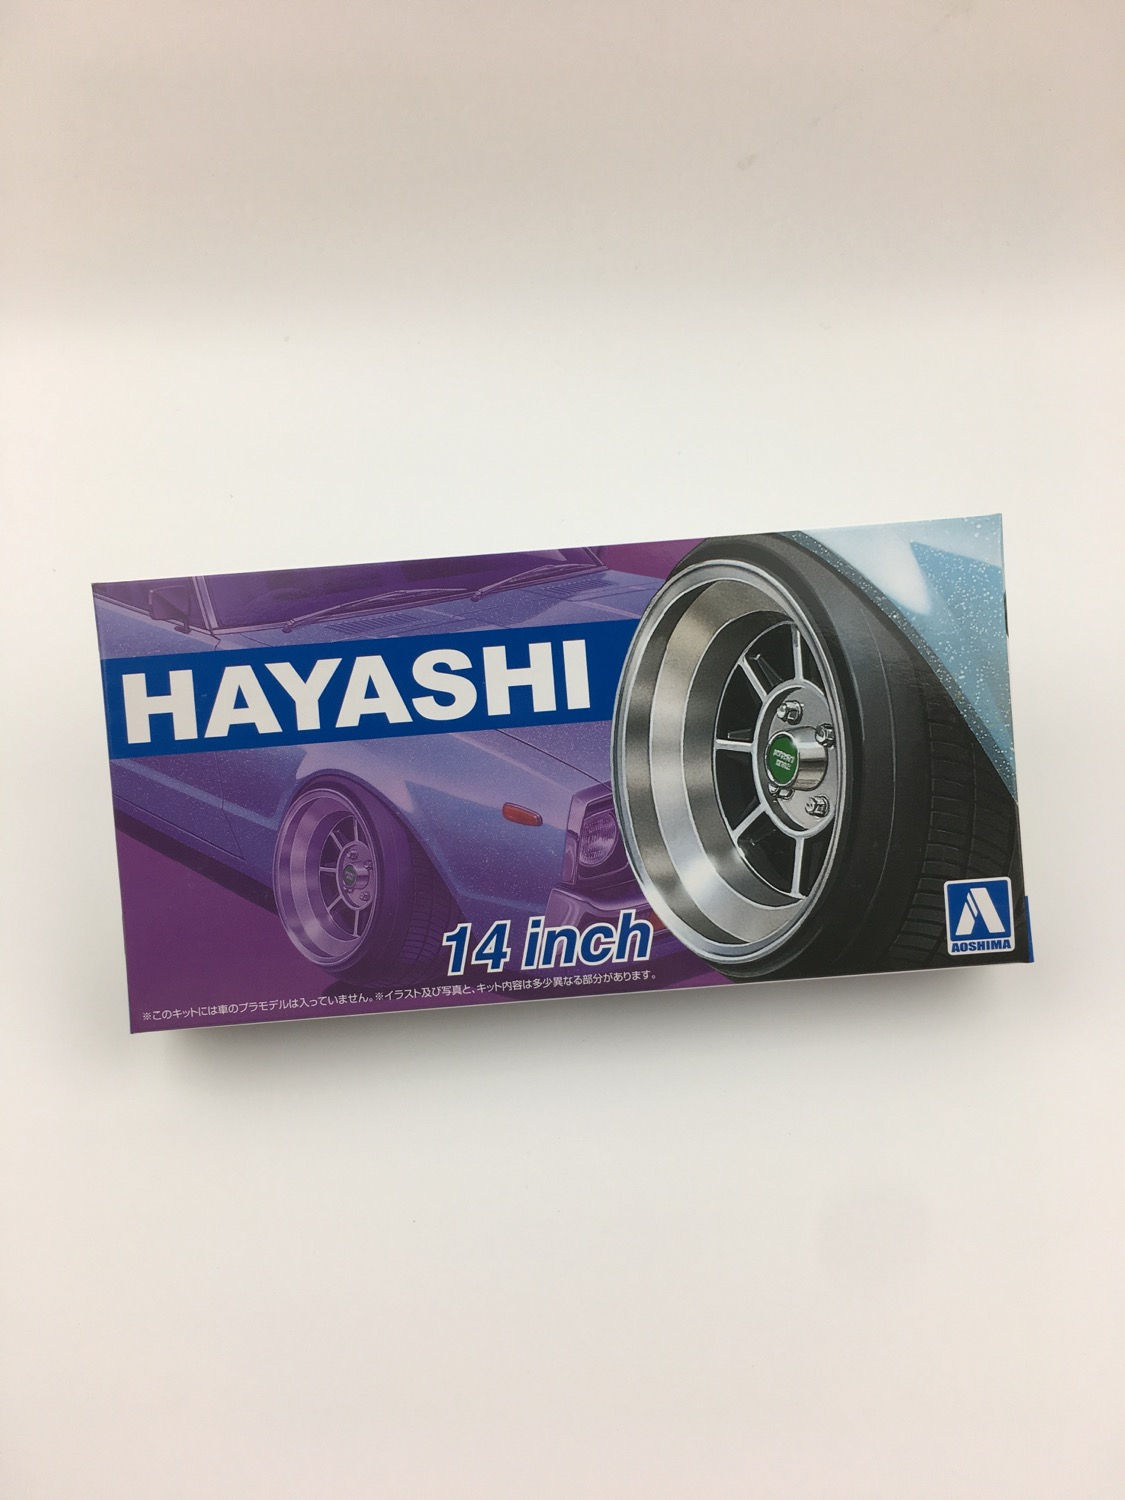 HAYASHI
14 inch
※このキットには車のプラモデルは入っていません。※イラスト及び写真と、キット内容は多少異なる部分があります。
AOSHIMA